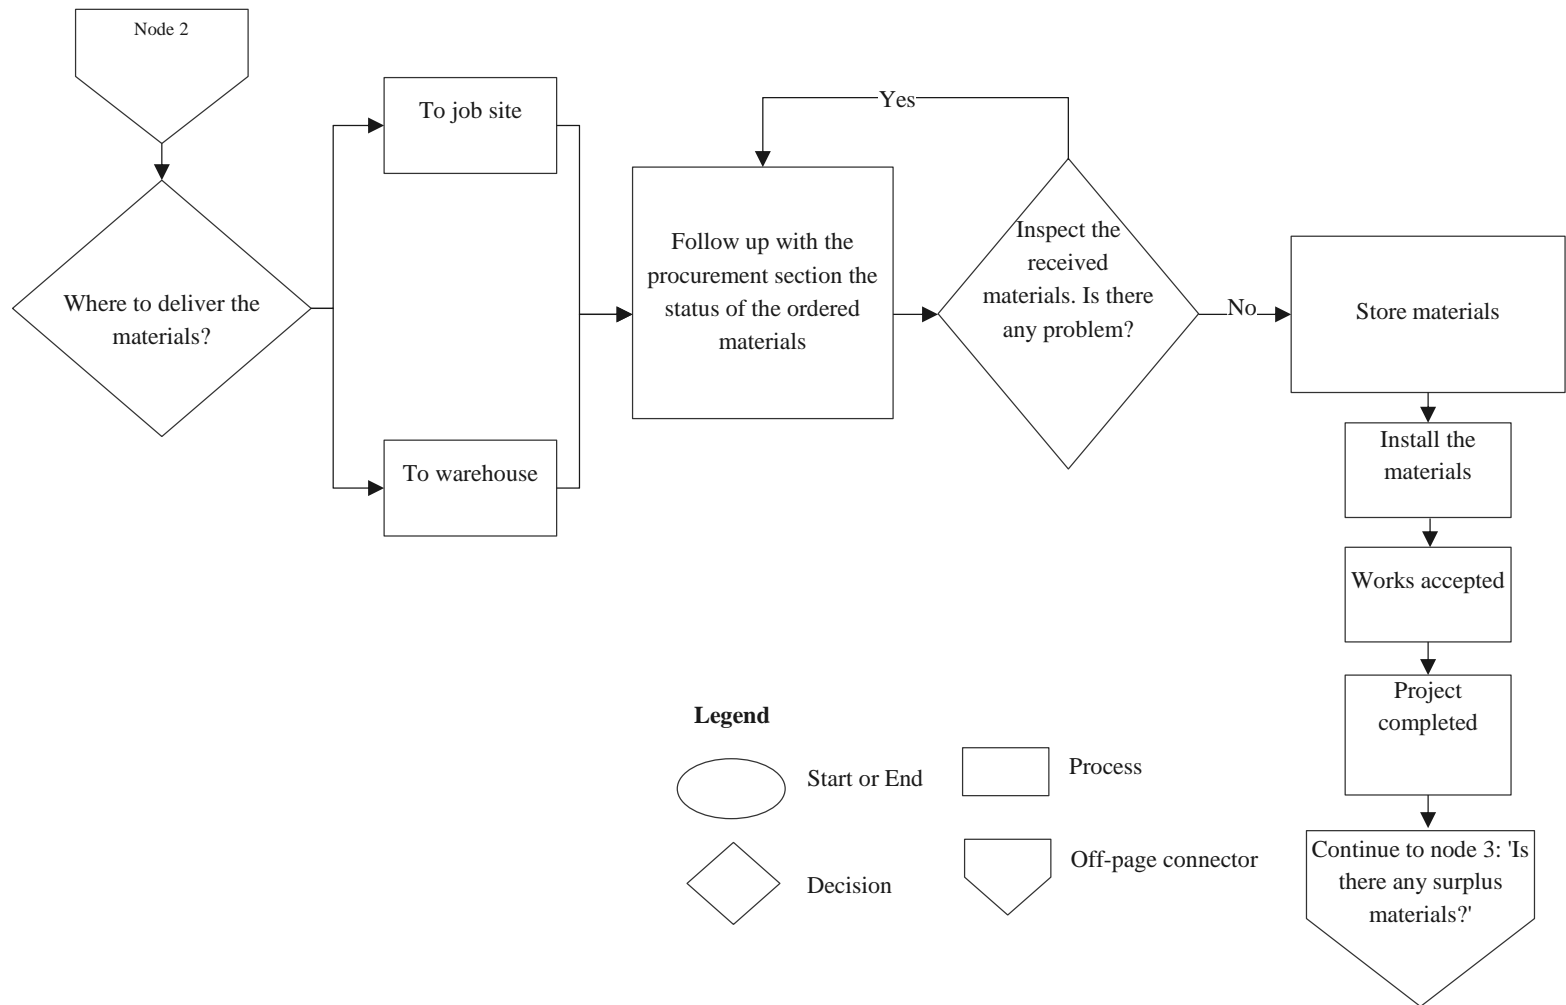 Node 2
Where to deliver the
materials?
To job site
To warehouse
Follow up with the
procurement section the
status of the ordered
materials
Yes
Inspect the
received
materials. Is there
any problem?
No
Store materials
Install the
materials
Works accepted
Project
completed
Continue to node 3: 'Is
there any surplus
materials?'
Legend
Start or End
Process
Decision
Off-page connector